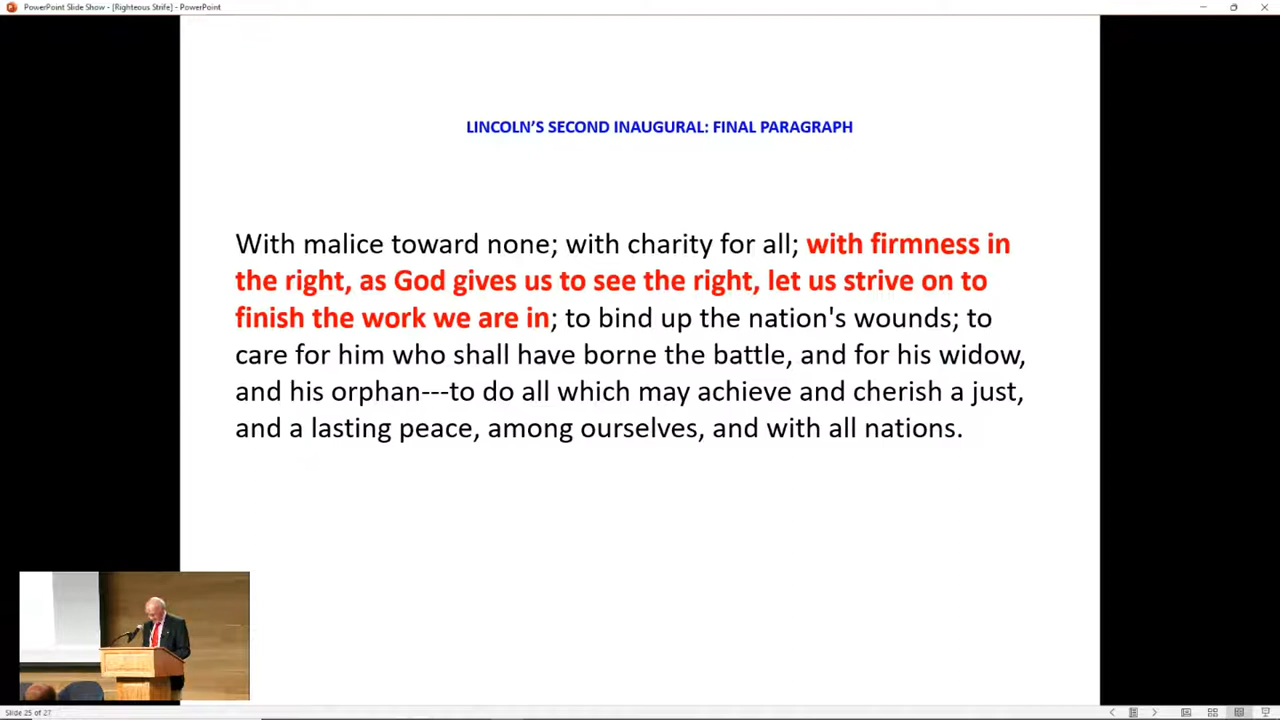 PowerPoint Slide Show - [Righteous Strife] - PowerPoint
LINCOLN’S SECOND INAUGURAL: FINAL PARAGRAPH
With malice toward none; with charity for all; with firmness in
the right, as God gives us to see the right, let us strive on to
finish the work we are in; to bind up the nation's wounds; to
care for him who shall have borne the battle, and for his widow,
and his orphan---to do all which may achieve and cherish a just,
and a lasting peace, among ourselves, and with all nations.
Slide 25 of 27